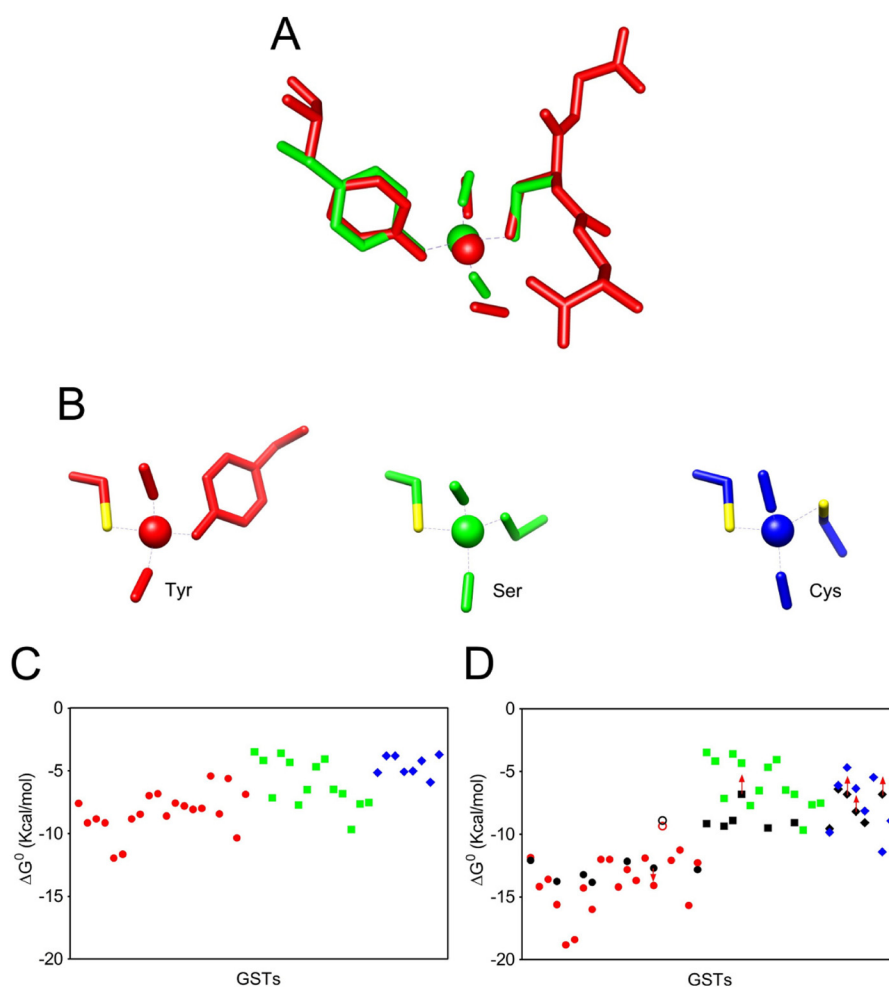 A
B
Tyr
Ser
Cys
C
D
0
-5
-10
-15
-20
ΔG⁰ (Kcal/mol)
GSTs
0
-5
-10
-15
-20
ΔG⁰ (Kcal/mol)
GSTs